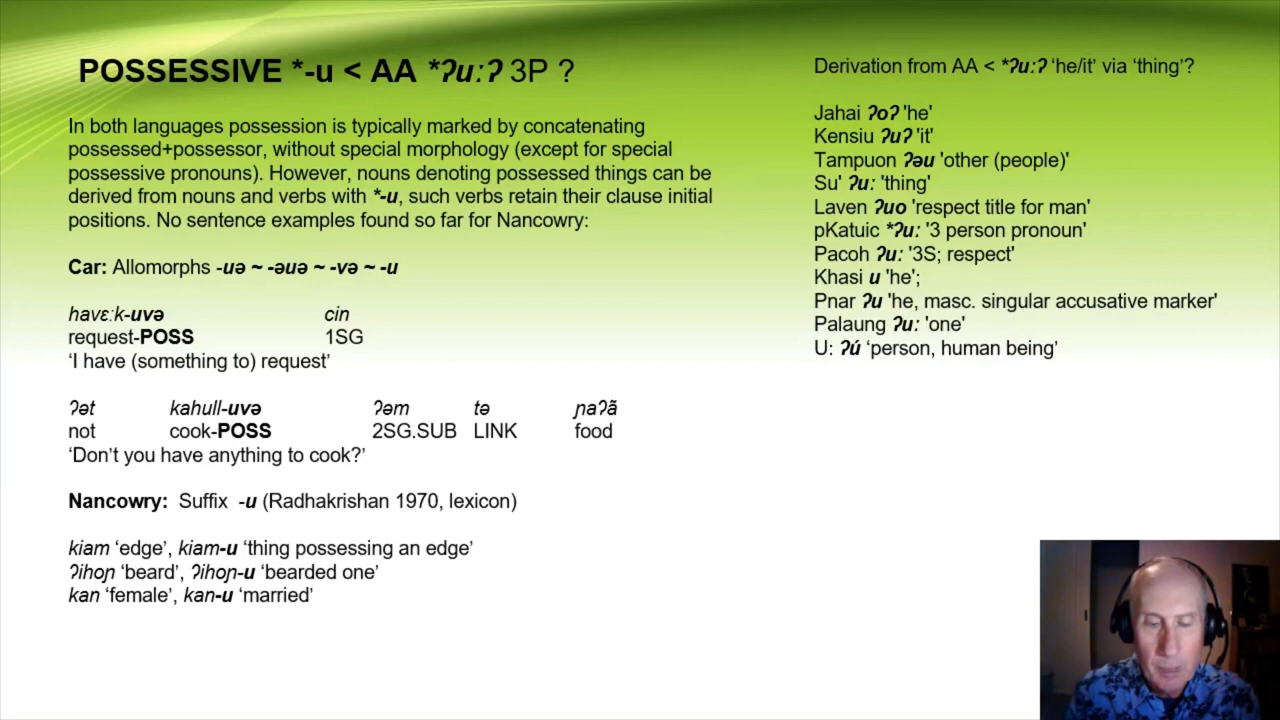 POSSESSIVE *-u < AA *ʔuːʔ 3P ?
In both languages possession is typically marked by concatenating
possessed+possessor, without special morphology (except for special
possessive pronouns). However, nouns denoting possessed things can be
derived from nouns and verbs with *-u, such verbs retain their clause initial
positions. No sentence examples found so far for Nancowry:
Car: Allomorphs -uə ~ -əuə ~ -və ~ -u
havɛːk-uvə cin
request-POSS 1SG
‘I have (something to) request’
ʔət kahull-uvə ʔəm tə ɲaʔã
not cook-POSS 2SG.SUB LINK food
‘Don’t you have anything to cook?’
Nancowry: Suffix -u (Radhakrishan 1970, lexicon)
kiam ‘edge’, kiam-u ‘thing possessing an edge’
ʔihoɲ ‘beard’, ʔihoɲ-u ‘bearded one’
kan ‘female’, kan-u ‘married’
Derivation from AA < *ʔuːʔ ‘he/it’ via ‘thing’?
Jahai ʔoʔ 'he'
Kensiu ʔuʔ 'it'
Tampuon ʔəu 'other (people)'
Su' ʔuː 'thing'
Laven ʔuo 'respect title for man'
pKatuic *ʔuː '3 person pronoun'
Pacoh ʔuː '3S; respect'
Khasi u 'he';
Pnar ʔu 'he, masc. singular accusative marker'
Palaung ʔuː 'one'
U: ʔú ‘person, human being’